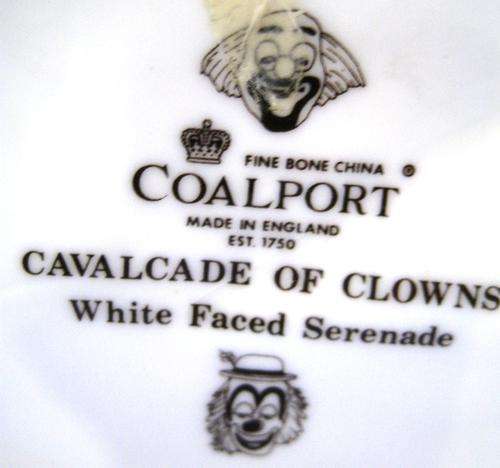 FINE BONE CHINA ®
COALPORT
MADE IN ENGLAND
EST. 1750
CAVALCADE OF CLOWNS
White Faced Serenade